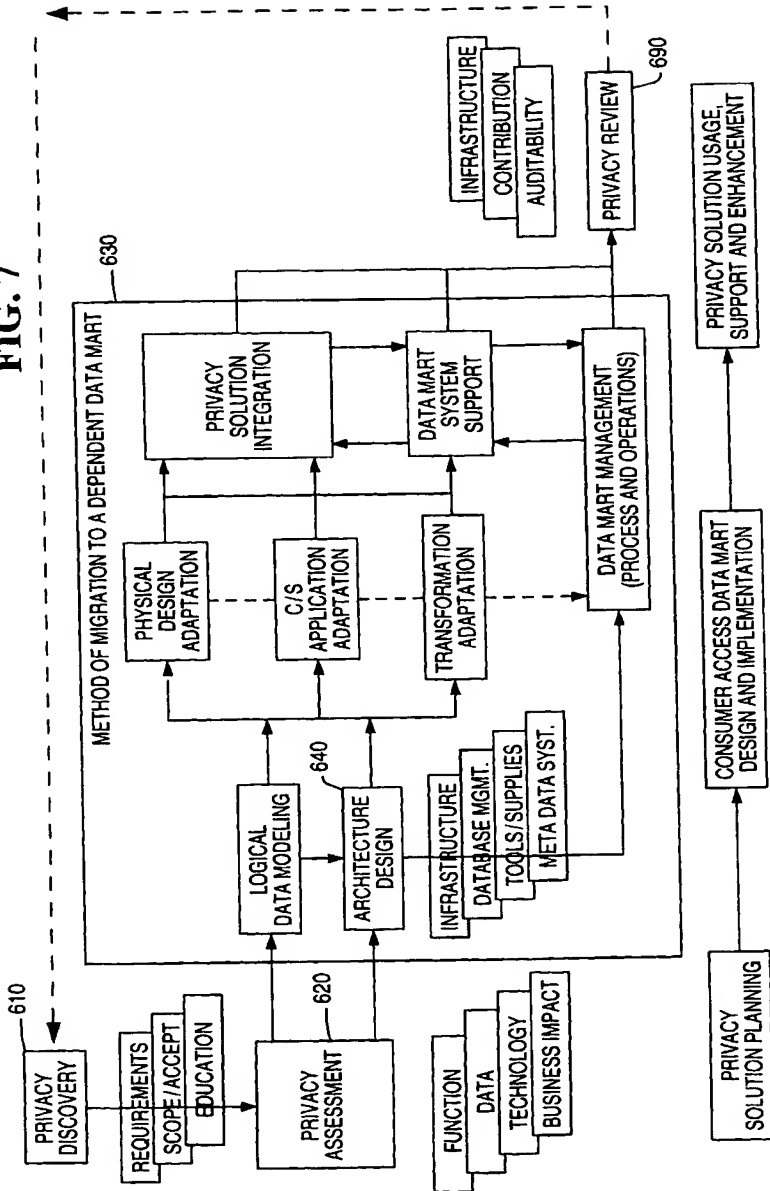 FIG. 7
610
PRIVACY
DISCOVERY
REQUIREMENTS
SCOPE/ACCEPT
EDUCATION
620
PRIVACY
ASSESSMENT
FUNCTION
DATA
TECHNOLOGY
BUSINESS IMPACT
630
METHOD OF MIGRATION TO A DEPENDENT DATA MART
LOGICAL
DATA MODELING
640
ARCHITECTURE
DESIGN
INFRASTRUCTURE
DATABASE MGMT.
TOOLS/SUPPLIES
META DATA SYST.
PHYSICAL
DESIGN
ADAPTATION
C/S
APPLICATION
ADAPTATION
TRANSFORMATION
ADAPTATION
PRIVACY
SOLUTION
INTEGRATION
DATA MART
SYSTEM
SUPPORT
DATA MART MANAGEMENT
(PROCESS AND OPERATIONS)
INFRASTRUCTURE
CONTRIBUTION
AUDITABILITY
PRIVACY REVIEW
690
PRIVACY
SOLUTION PLANNING
CONSUMER ACCESS DATA MART
DESIGN AND IMPLEMENTATION
PRIVACY SOLUTION USAGE,
SUPPORT AND ENHANCEMENT